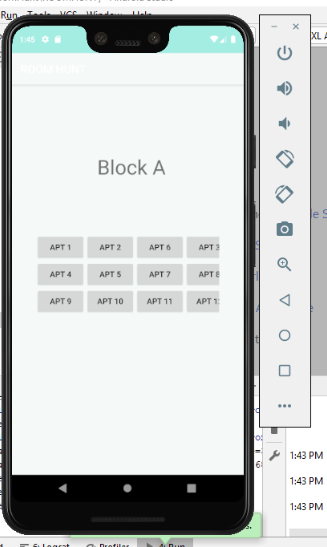 Run Tools VCS Window Help
1:45
XL A
ROOM HUNT
Block A
APT 1 APT 2 APT 6 APT 3
APT 4 APT 5 APT 7 APT 8
APT 9 APT 10 APT 11 APT 1
1:43 PM
1:43 PM
1:43 PM
6: Logcat Profiler 4: Run